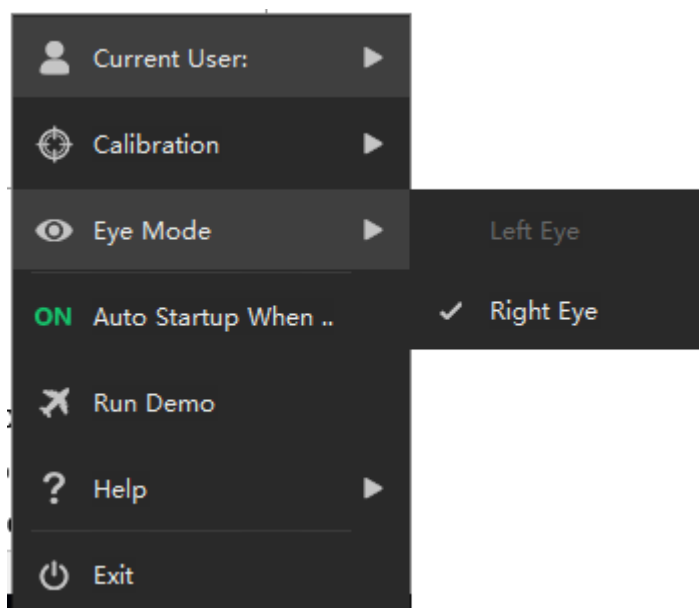 Current User:
Calibration
Eye Mode
Left Eye
Right Eye
ON Auto Startup When ..
Run Demo
? Help
Exit